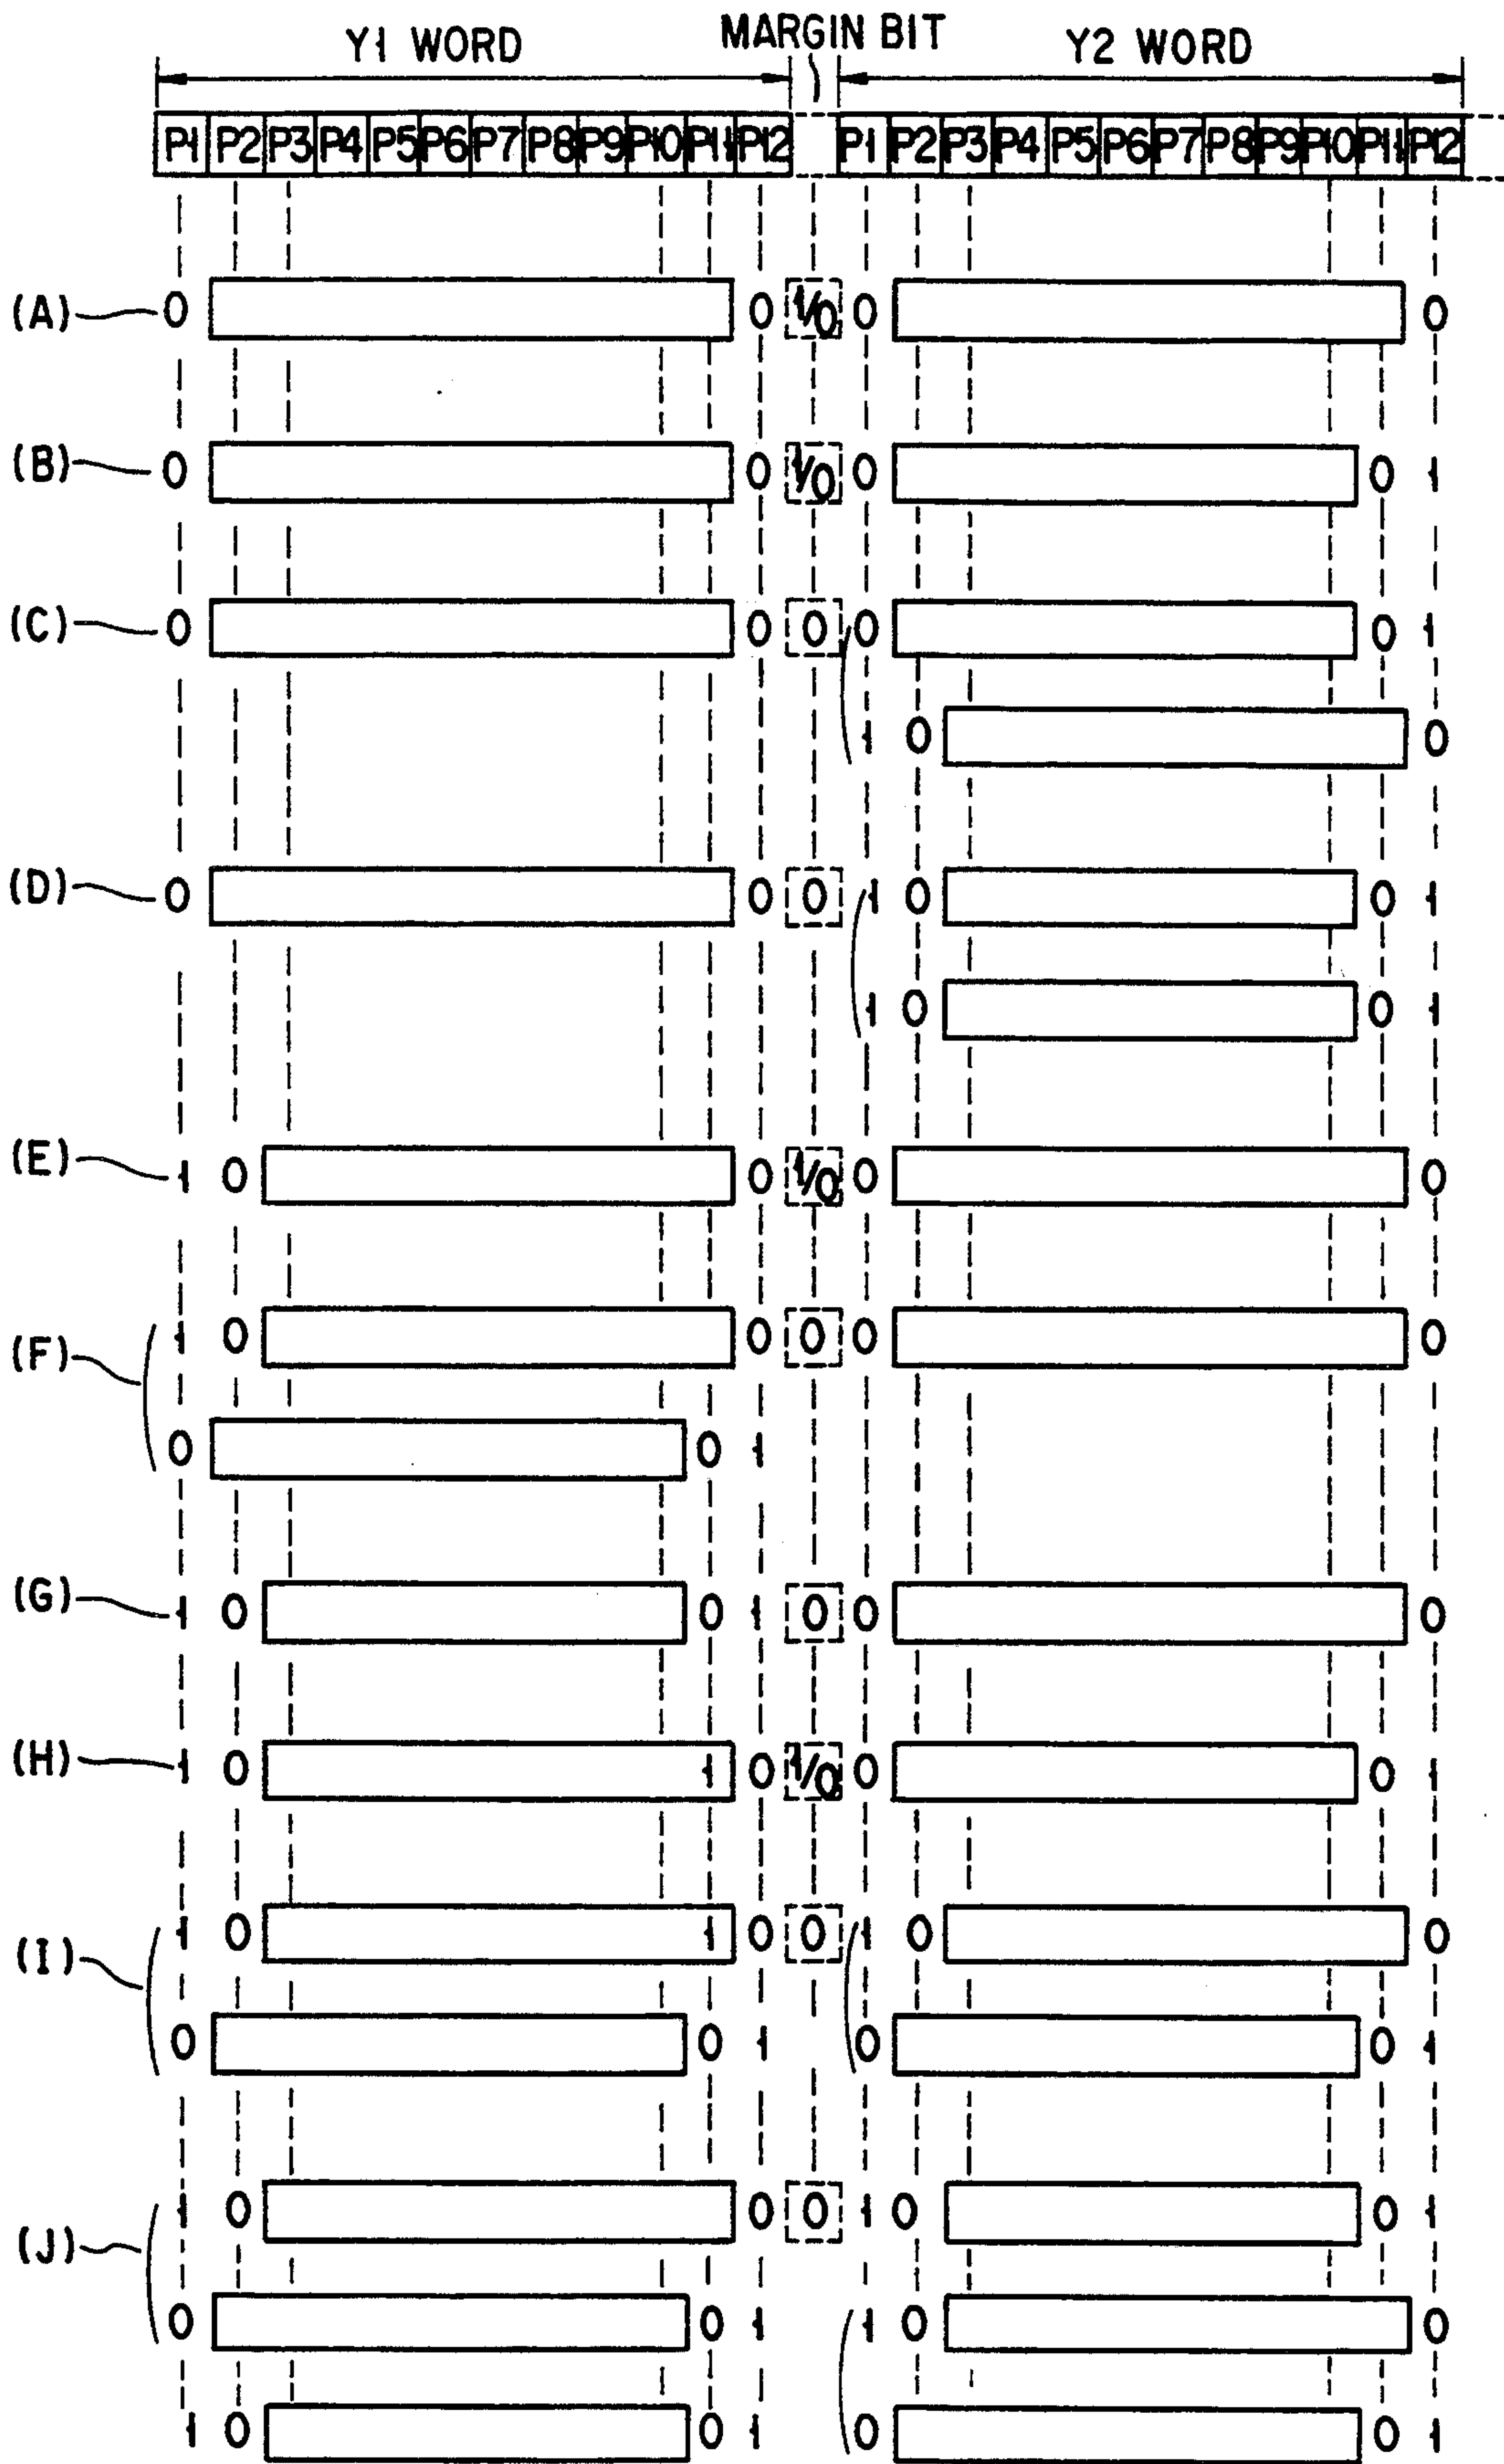 Y1 WORD MARGIN BIT Y2 WORD
P1 P2 P3 P4 P5 P6 P7 P8 P9 P10 P11 P12 P1 P2 P3 P4 P5 P6 P7 P8 P9 P10 P11 P12
(A) 0 0 1/0 0 0
(B) 0 0 1/0 0 0 1
(C) 0 0 0 0 0 1
1 0 0
(D) 0 0 0 1 0 0 1
1 0 0 1
(E) 1 0 0 1/0 0 0
(F) 1 0 0 0 0 0
0 0 1
(G) 1 0 0 1 0 0 0
(H) 1 0 1 0 1/0 0 0 1
(I) 1 0 1 0 0 1 0 0
0 0 1 0 0 1
(J) 1 0 0 0 1 0 0 1
0 0 1 1 0 0
1 0 0 1 0 0 1